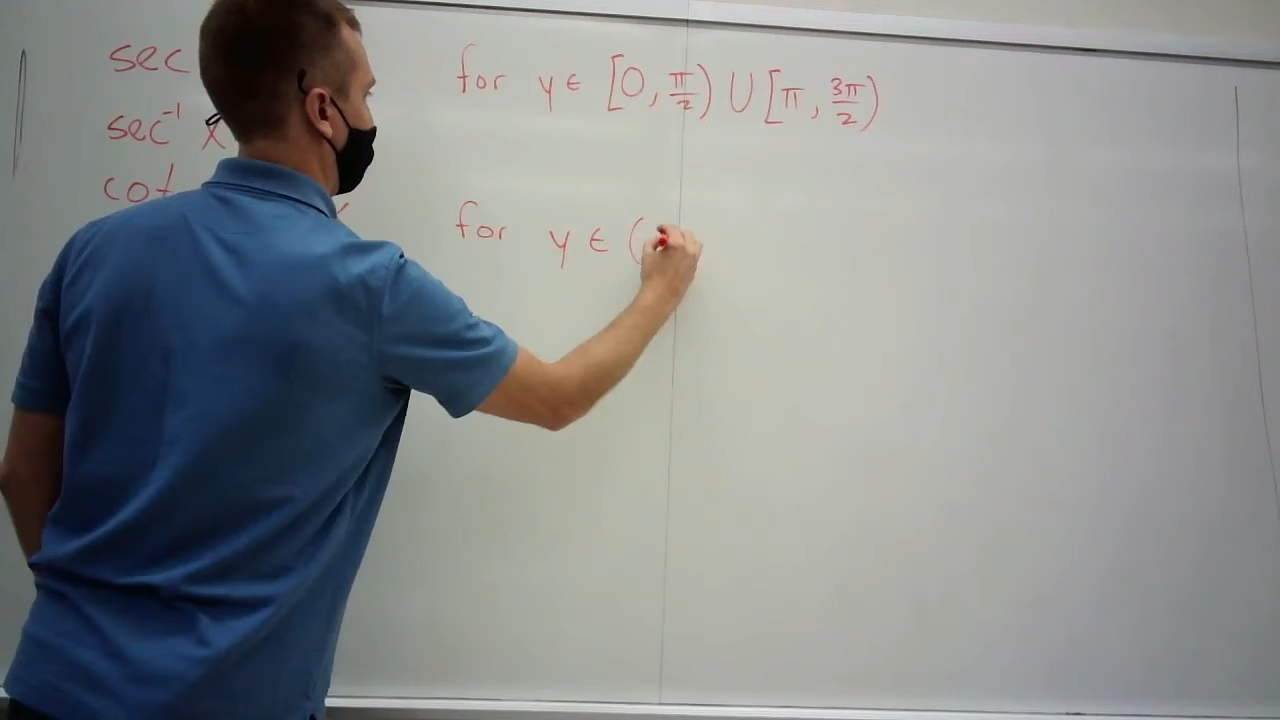 sec for y ∈ [0, π/2) ∪ [π, 3π/2)
sec⁻¹ x
cot
for y ∈ (